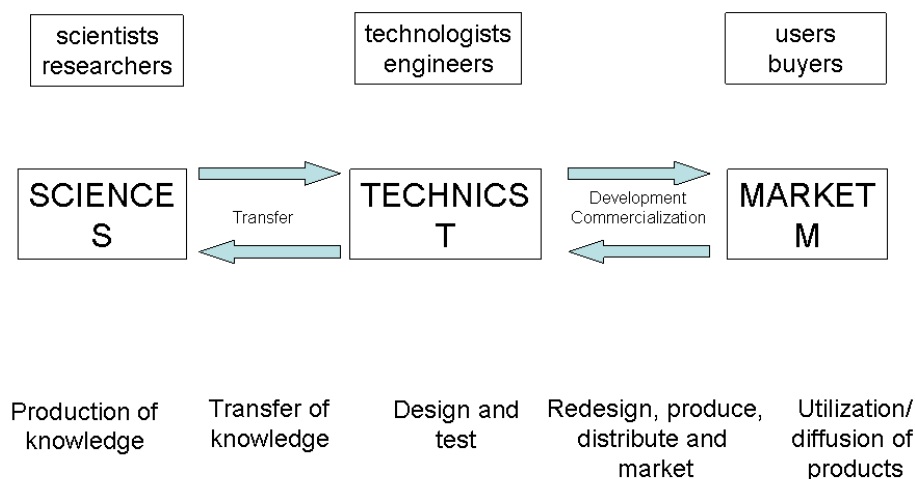 scientists
researchers
technologists
engineers
users
buyers
SCIENCE
S
Transfer
TECHNICS
T
Development
Commercialization
MARKET
M
Production of
knowledge
Transfer of
knowledge
Design and
test
Redesign, produce,
distribute and
market
Utilization/
diffusion of
products